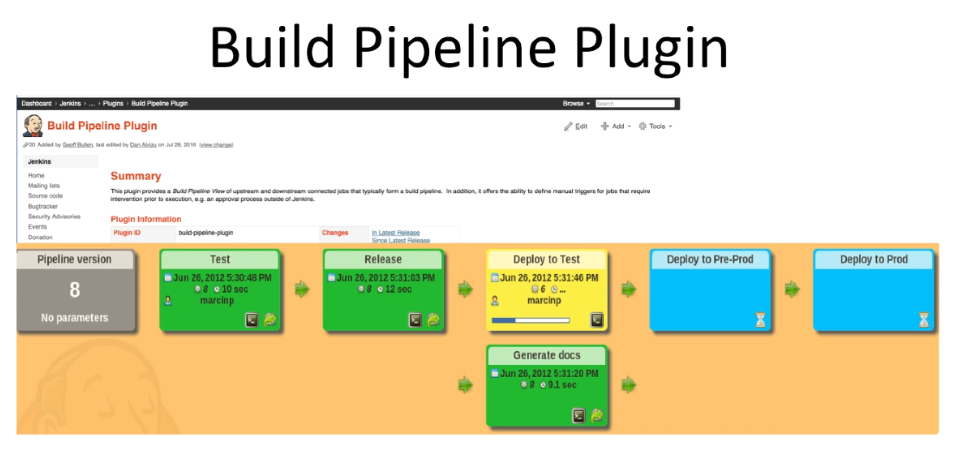 Build Pipeline Plugin
Dashboard › Jenkins › ... › Plugins › Build Pipeline Plugin
Browse
Search
Build Pipeline Plugin
Edit
Add
Tools
20 Added by Geoff Bullen, last edited by Dan Alvizu on Jul 28, 2016 (view change)
Jenkins
Home
Mailing lists
Source code
Bugtracker
Security Advisories
Events
Donation
Summary
This plugin provides a Build Pipeline View of upstream and downstream connected jobs that typically form a build pipeline. In addition, it offers the ability to define manual triggers for jobs that require
intervention prior to execution, e.g. an approval process outside of Jenkins.
Plugin Information
Plugin ID build-pipeline-plugin Changes In Latest Release
Since Latest Release
Pipeline version
8
No parameters
Test
Jun 26, 2012 5:30:48 PM
8 10 sec
marcinp
Release
Jun 26, 2012 5:31:03 PM
8 12 sec
Deploy to Test
Jun 26, 2012 5:31:46 PM
6 ...
marcinp
Deploy to Pre-Prod
Deploy to Prod
Generate docs
Jun 26, 2012 5:31:20 PM
8 9.1 sec